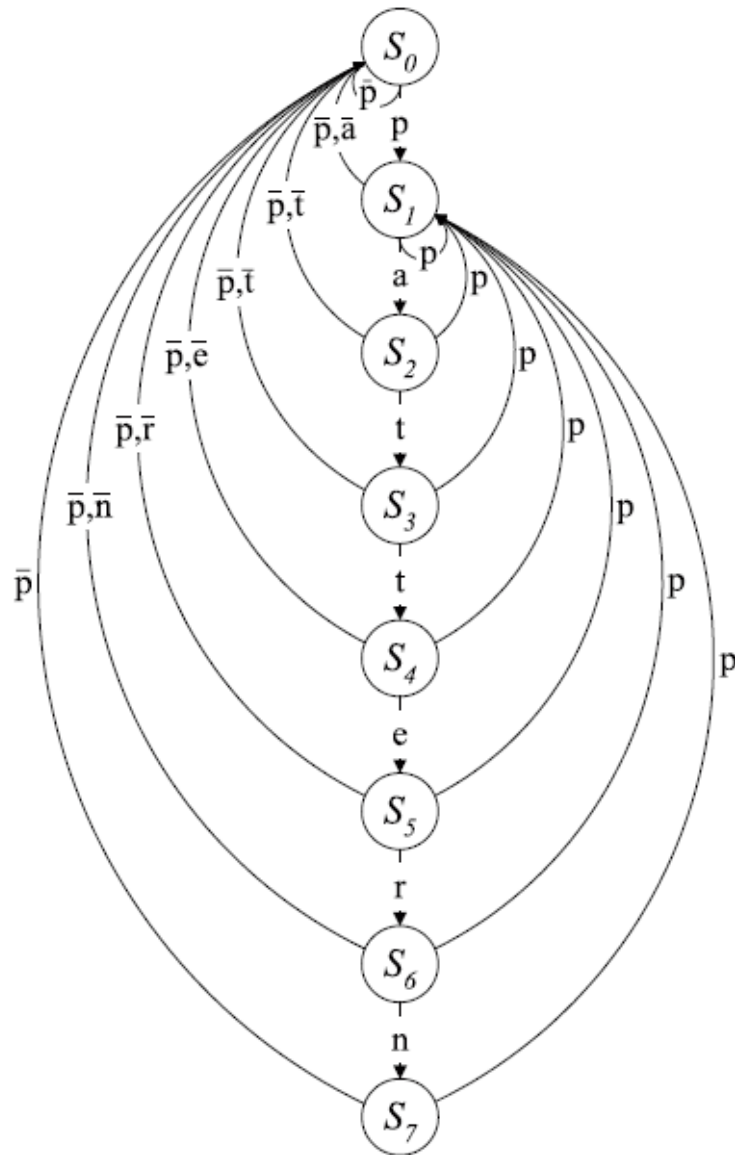 S₀
p̄
p̄,ā
p
S₁
p̄,t̄
p
a
p
p̄,t̄
S₂
p̄,ē
t
p
p̄,r̄
S₃
p
p̄,n̄
p
t
p̄
p
S₄
p
e
S₅
r
S₆
n
S₇